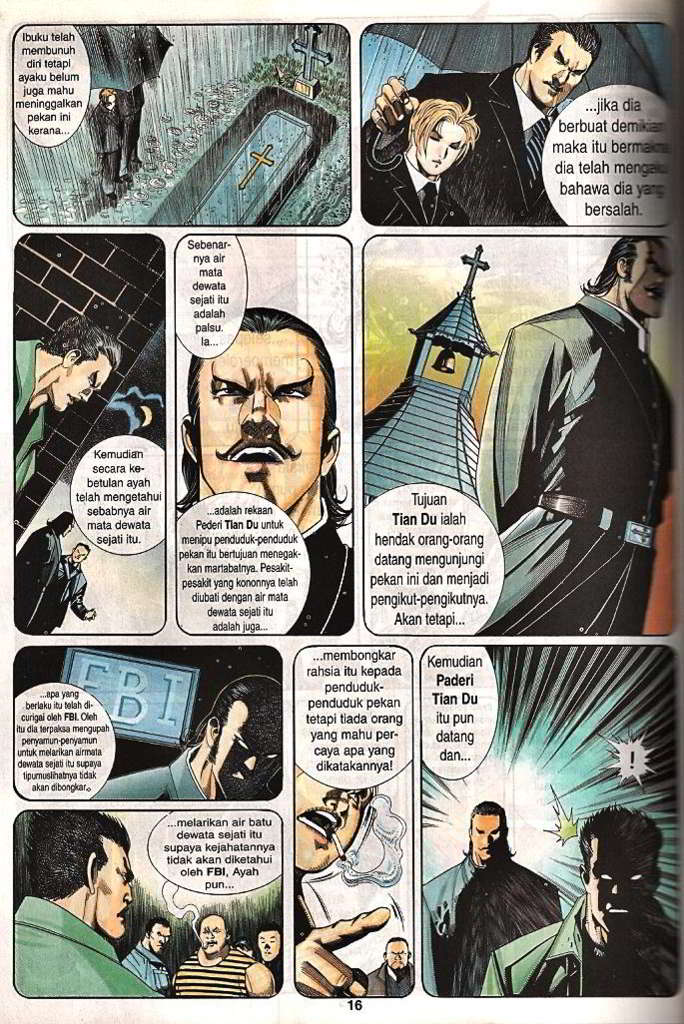 Ibuku telah
membunuh
diri tetapi
ayaku belum
juga mahu
meninggalkan
pekan ini
kerana...
...jika dia
berbuat demikian
maka itu bermakna
dia telah mengaku
bahawa dia yang
bersalah.
Kemudian
secara ke-
betulan ayah
telah mengetahui
sebabnya air
mata dewata
sejati itu.
Sebenar-
nya air
mata
dewata
sejati itu
adalah
palsu.
Ia...
...adalah rekaan
Pederi Tian Du untuk
menipu penduduk-penduduk
pekan itu bertujuan menegak-
kan martabatnya. Pesakit-
pesakit yang kononnya telah
diubati dengan air mata
dewata sejati itu
adalah juga...
Tujuan
Tian Du ialah
hendak orang-orang
datang mengunjungi
pekan ini dan menjadi
pengikut-pengikutnya.
Akan tetapi...
FBI
...apa yang
berlaku itu telah di-
curigai oleh FBI. Oleh
itu dia terpaksa mengupah
penyamun-penyamun
untuk melarikan airmata
dewata sejati itu supaya
tipumuslihatnya tidak
akan dibongkar.
...melarikan air batu
dewata sejati itu
supaya kejahatannya
tidak akan diketahui
oleh FBI, Ayah
pun...
...membongkar
rahsia itu kepada
penduduk-
penduduk pekan
tetapi tiada orang
yang mahu per-
caya apa yang
dikatakannya!
Kemudian
Paderi
Tian Du
itu pun
datang
dan...
!
16